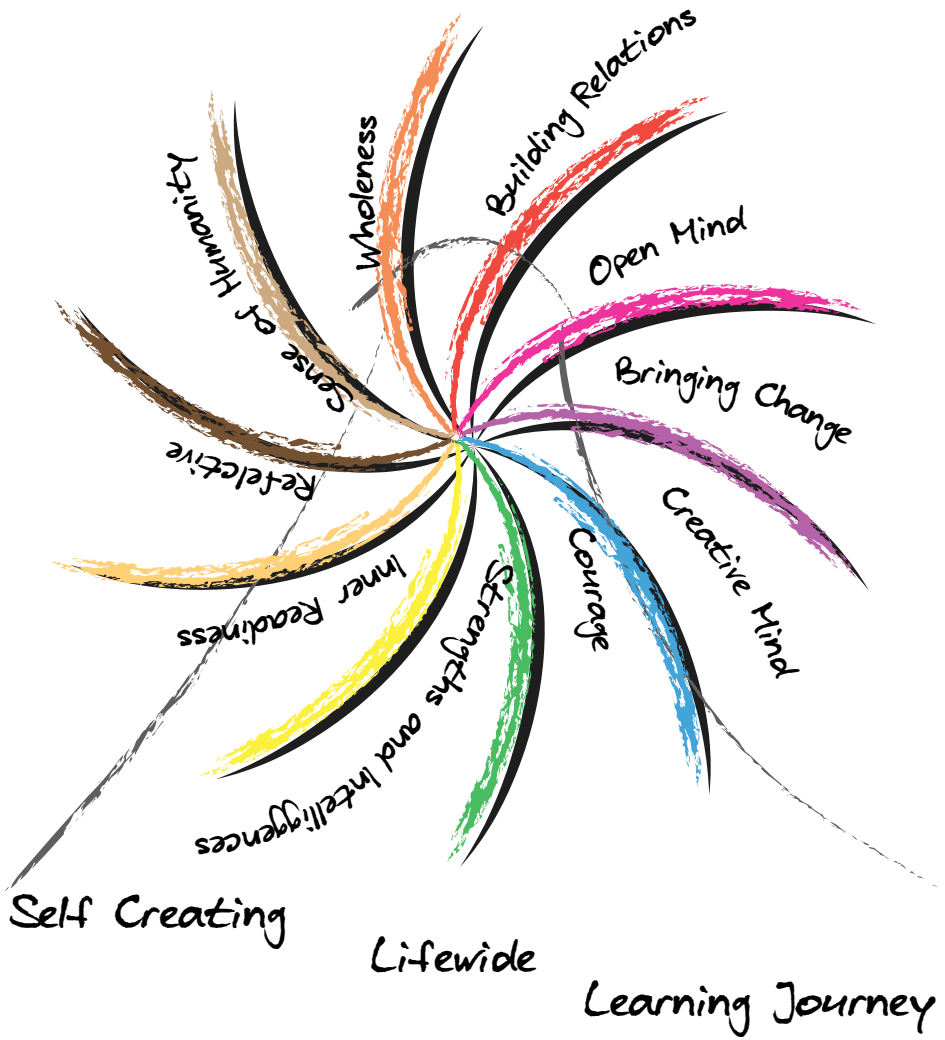 Wholeness
Building Relations
Open Mind
Bringing Change
Creative Mind
Courage
Strengths and Intelliggences
Inner Readiness
Refelctive
Sense of Humanity
Self Creating
Lifewide
Learning Journey